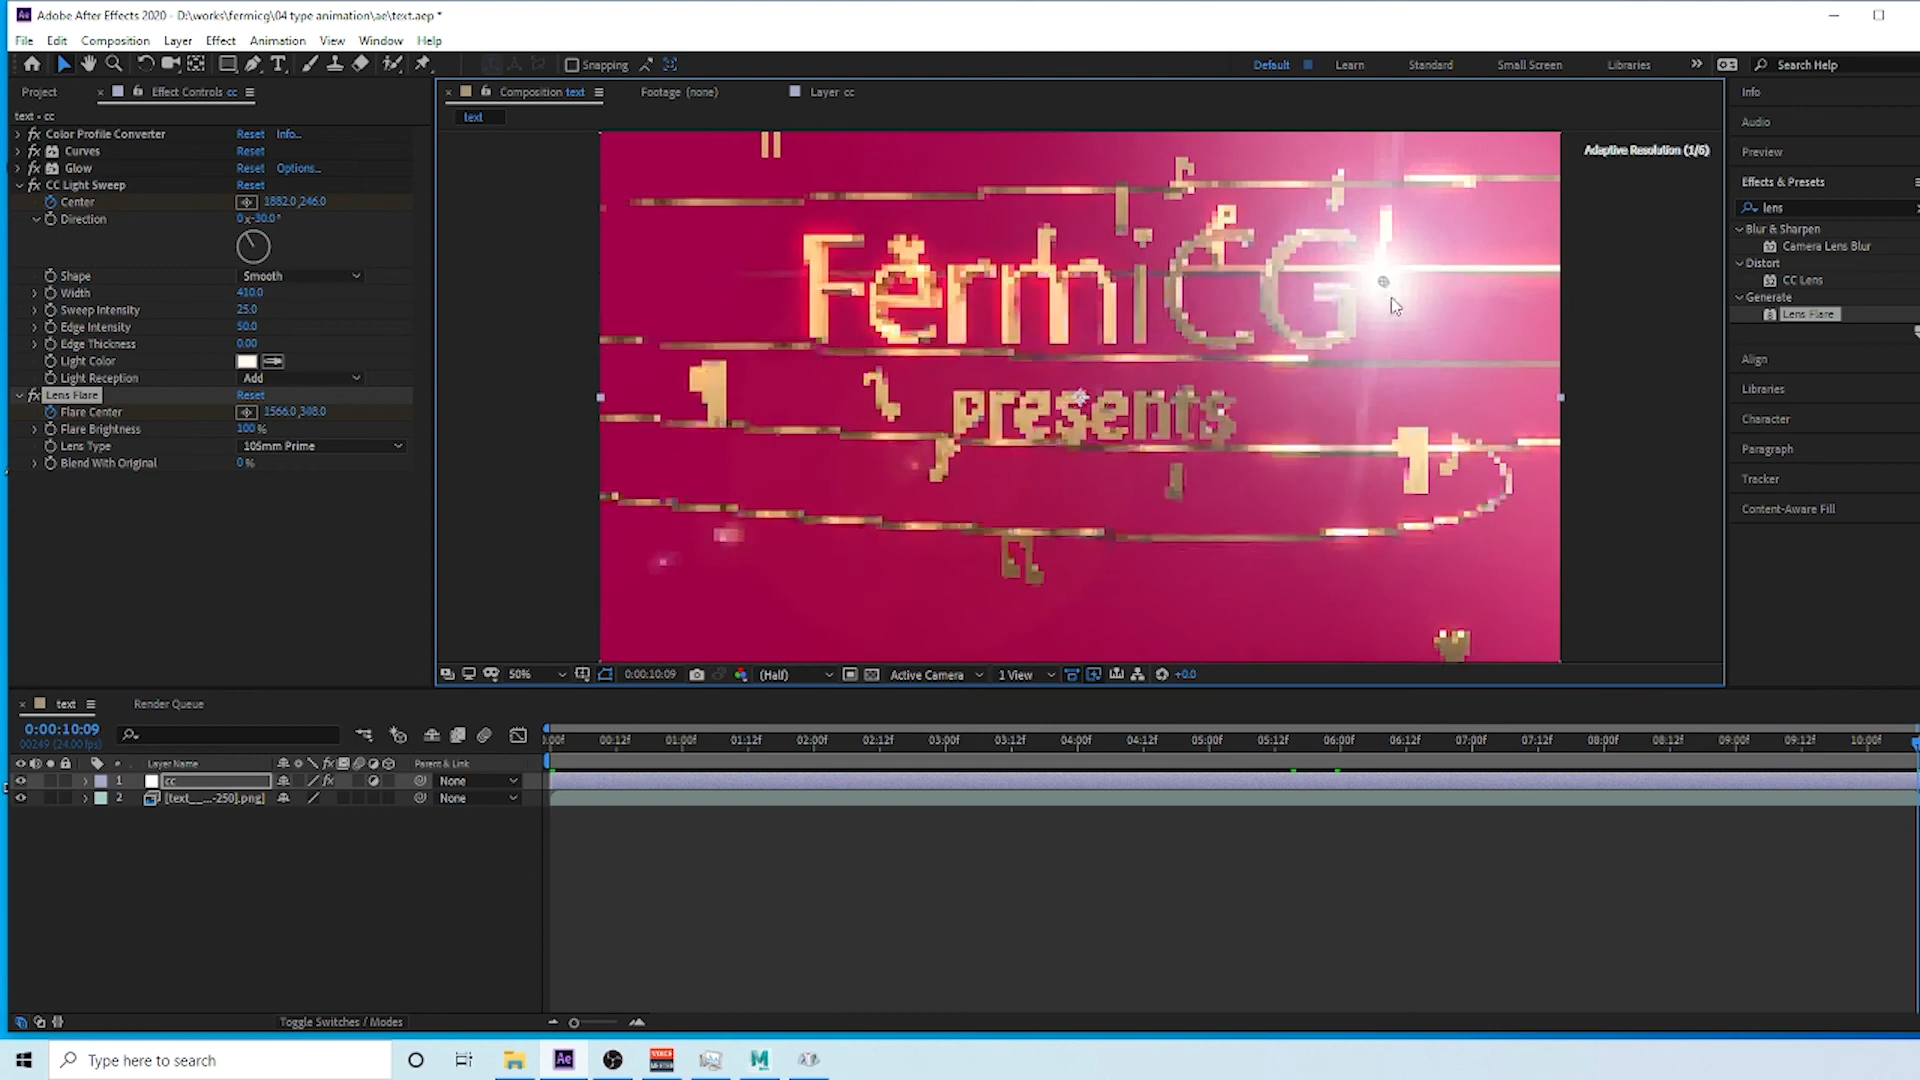 Adobe After Effects 2020 - D:\works\fermicg\04 type animation\ae\text.aep *
File Edit Composition Layer Effect Animation View Window Help
Snapping Default Learn Standard Small Screen Libraries Search Help
Project Effect Controls cc Composition text Footage (none) Layer cc Info
text • cc
text
Audio
Color Profile Converter Reset Info...
Curves Reset
Glow Reset Options...
CC Light Sweep Reset
Center 1882.0,246.0
Direction 0x-30.0°
Shape Smooth
Width 410.0
Sweep Intensity 25.0
Edge Intensity 50.0
Edge Thickness 0.00
Light Color
Light Reception Add
Lens Flare Reset
Flare Center 1566.0,308.0
Flare Brightness 100 %
Lens Type 105mm Prime
Blend With Original 0 %
Adaptive Resolution (1/6)
FermiCG
presents
Preview
Effects & Presets
lens
Blur & Sharpen
Camera Lens Blur
Distort
CC Lens
Generate
Lens Flare
Align
Libraries
Character
Paragraph
Tracker
Content-Aware Fill
50% 0:00:10:09 (Half) Active Camera 1 View +0.0
text Render Queue
0:00:10:09
00249 (24.00 fps)
:00f 00:12f 01:00f 01:12f 02:00f 02:12f 03:00f 03:12f 04:00f 04:12f 05:00f 05:12f 06:00f 06:12f 07:00f 07:12f 08:00f 08:12f 09:00f 09:12f 10:00f
# Layer Name Parent & Link
1 cc None
2 [text__...-250].png] None
Toggle Switches / Modes
Type here to search
Ae
M